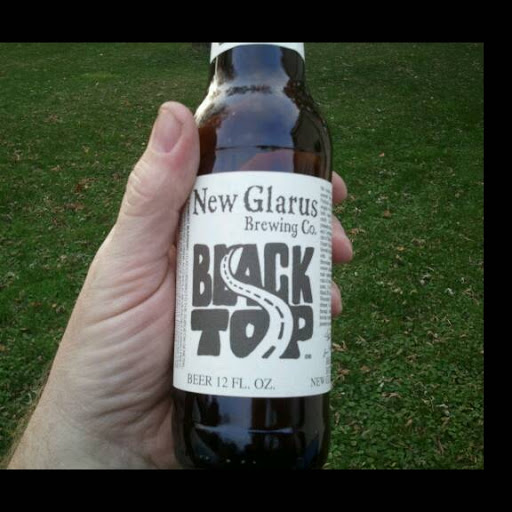 New Glarus
Brewing Co.
BLACK
TOP
BEER 12 FL. OZ.
NEW